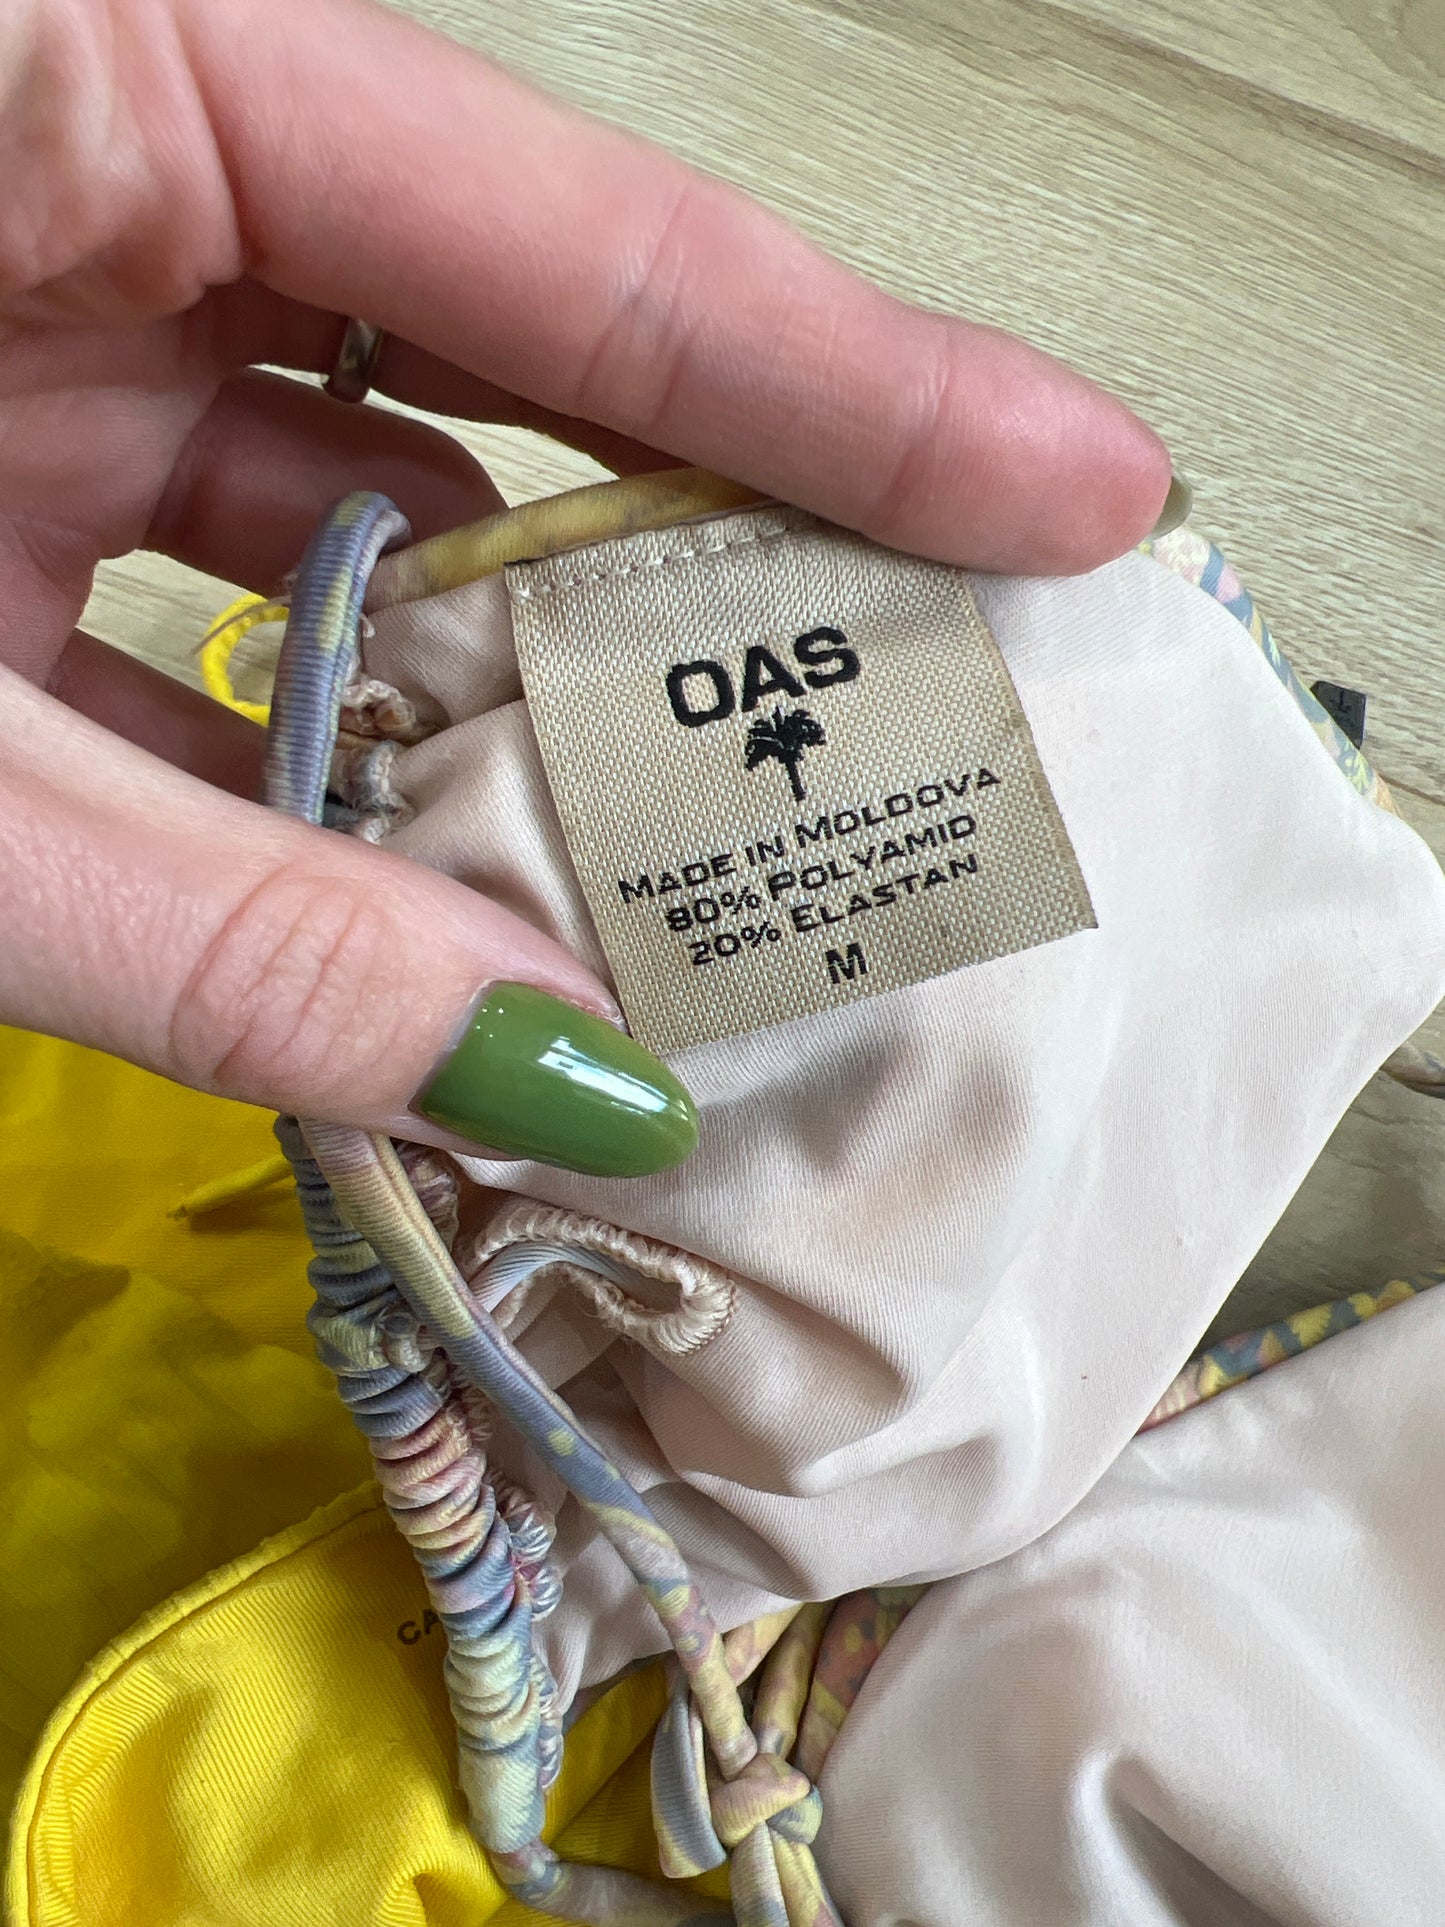 OAS
MADE IN MOLDOVA
80% POLYAMID
20% ELASTAN
M